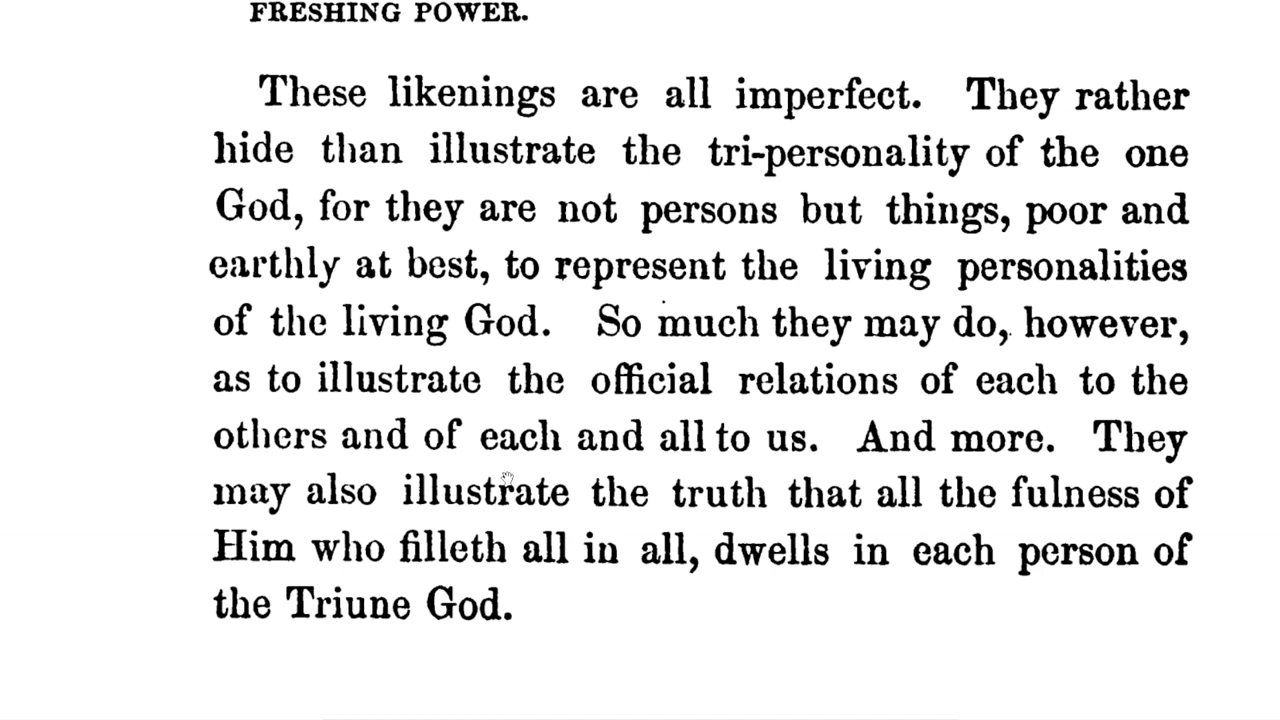 FRESHING POWER.
These likenings are all imperfect. They rather
hide than illustrate the tri-personality of the one
God, for they are not persons but things, poor and
earthly at best, to represent the living personalities
of the living God. So much they may do, however,
as to illustrate the official relations of each to the
others and of each and all to us. And more. They
may also illustrate the truth that all the fulness of
Him who filleth all in all, dwells in each person of
the Triune God.